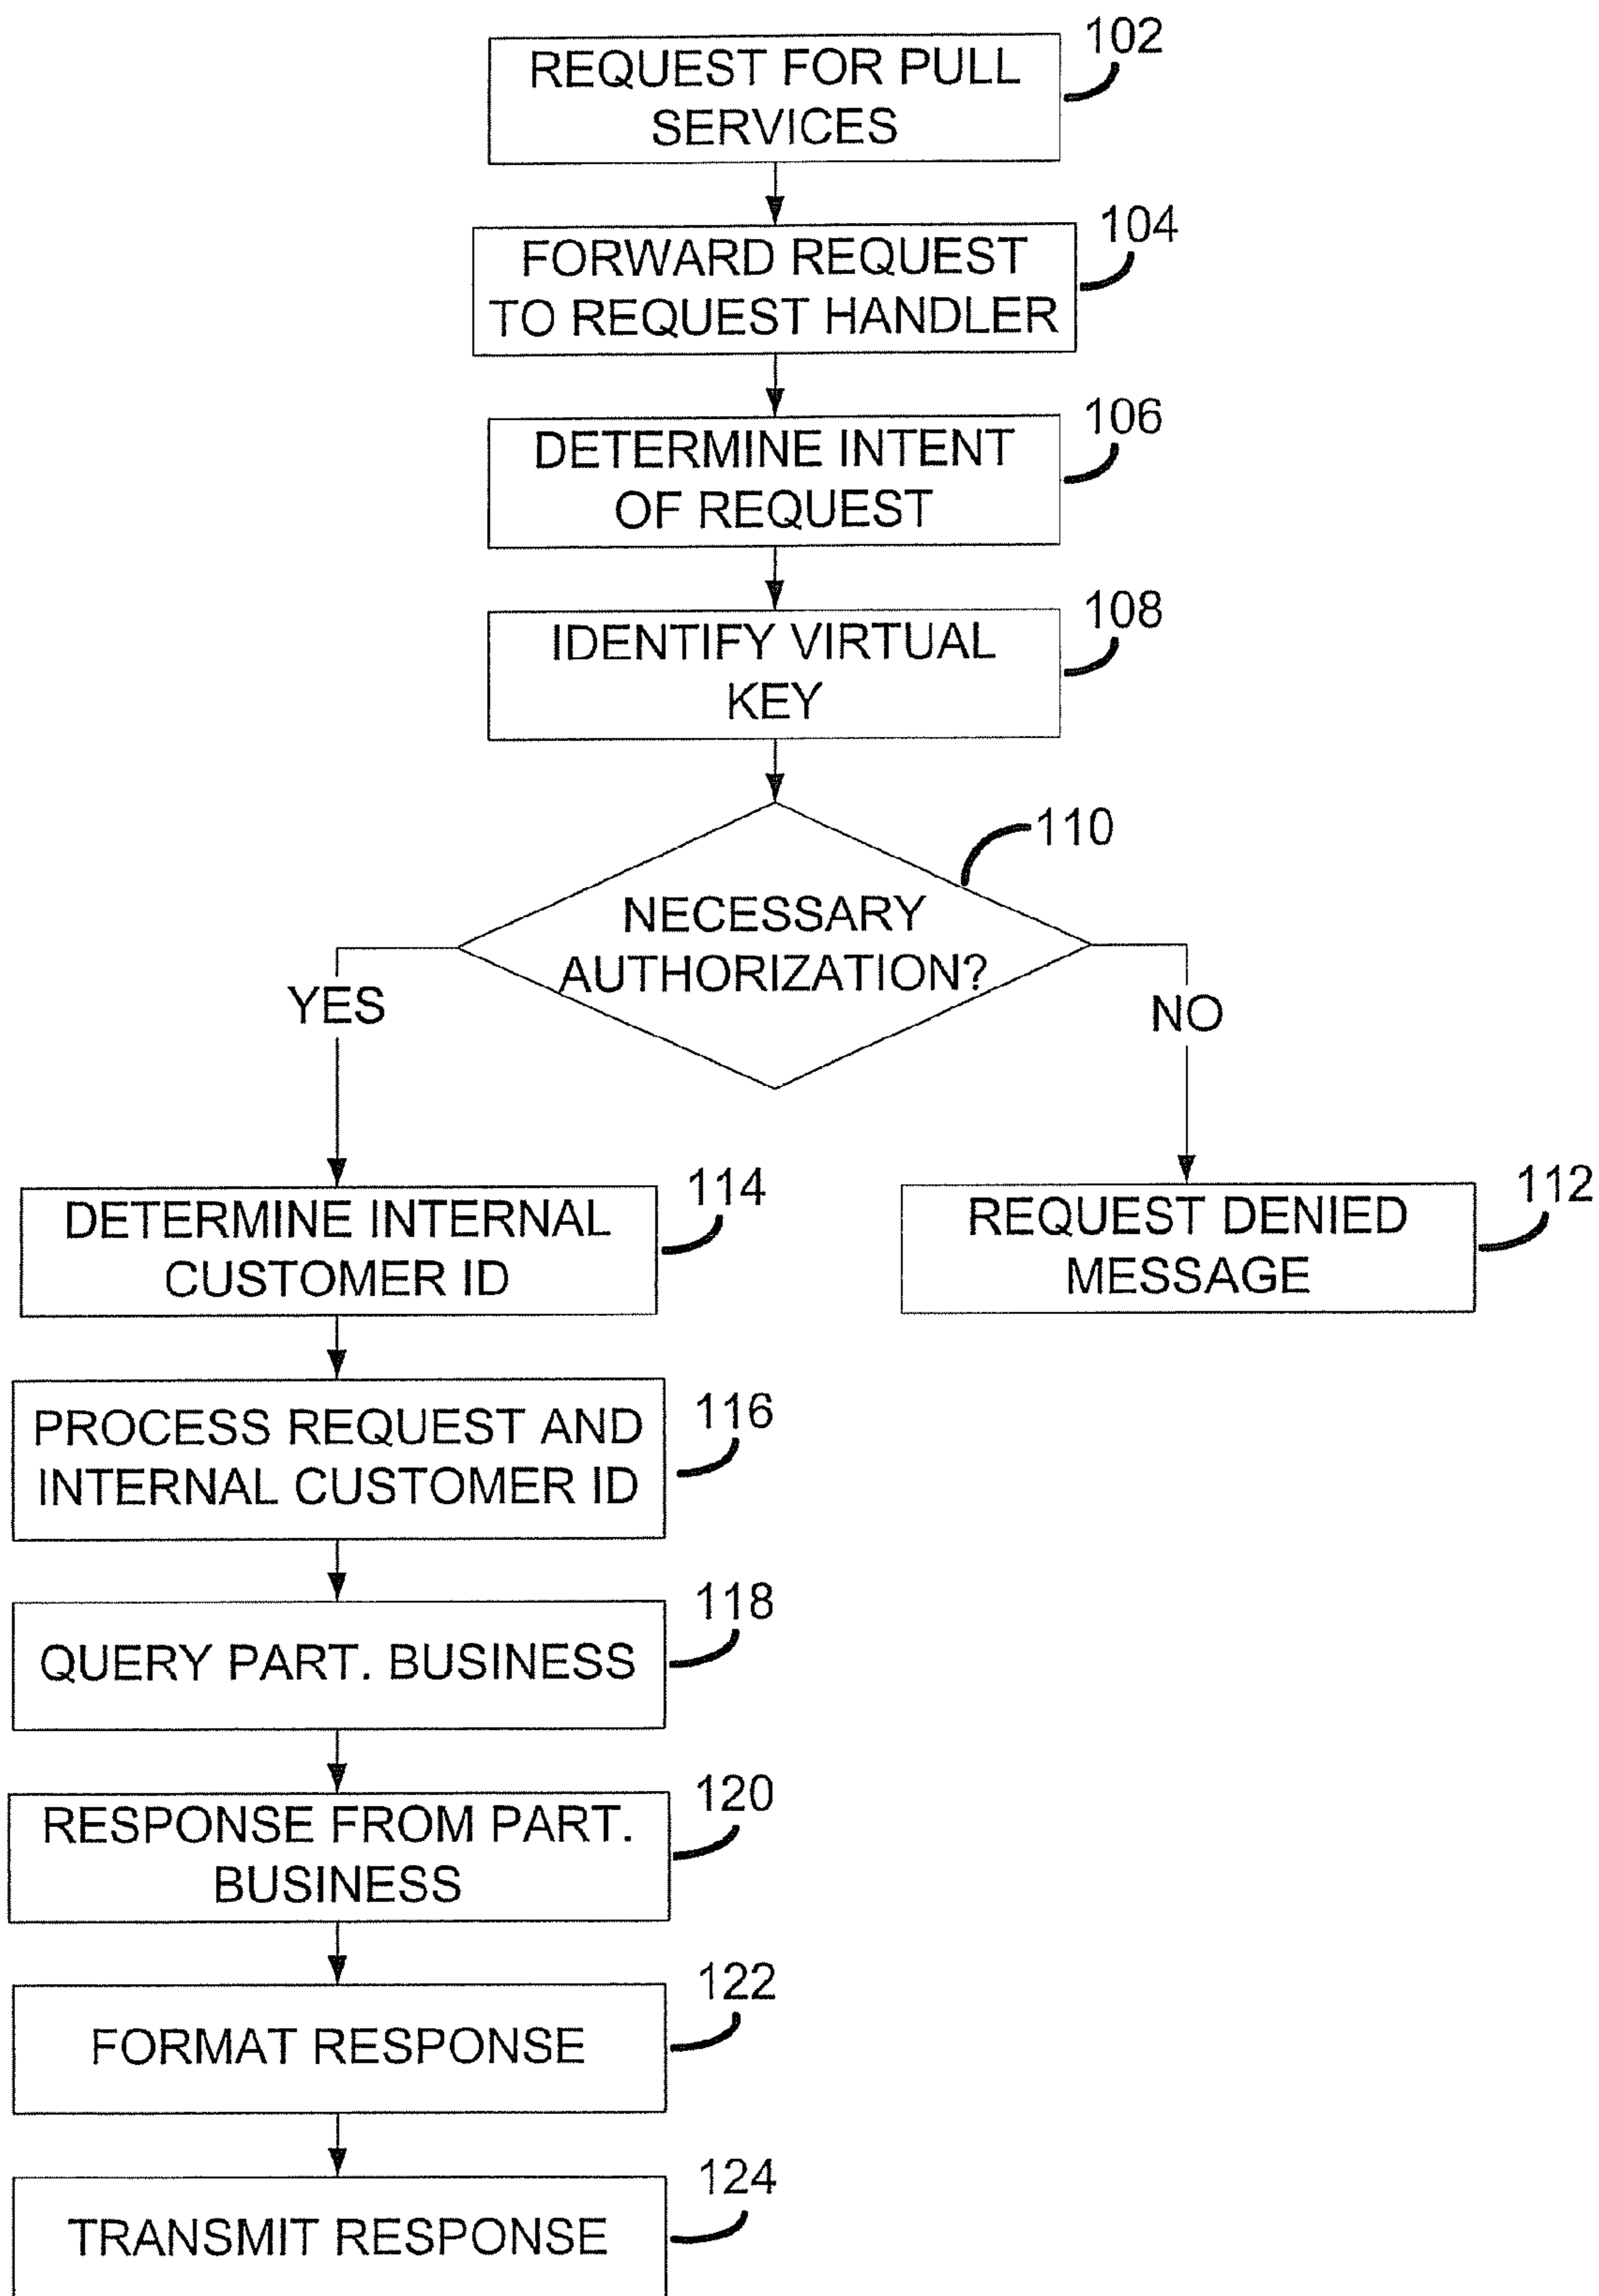 102
REQUEST FOR PULL
SERVICES
104
FORWARD REQUEST
TO REQUEST HANDLER
106
DETERMINE INTENT
OF REQUEST
108
IDENTIFY VIRTUAL
KEY
110
NECESSARY
AUTHORIZATION?
YES
NO
114
DETERMINE INTERNAL
CUSTOMER ID
112
REQUEST DENIED
MESSAGE
116
PROCESS REQUEST AND
INTERNAL CUSTOMER ID
118
QUERY PART. BUSINESS
120
RESPONSE FROM PART.
BUSINESS
122
FORMAT RESPONSE
124
TRANSMIT RESPONSE